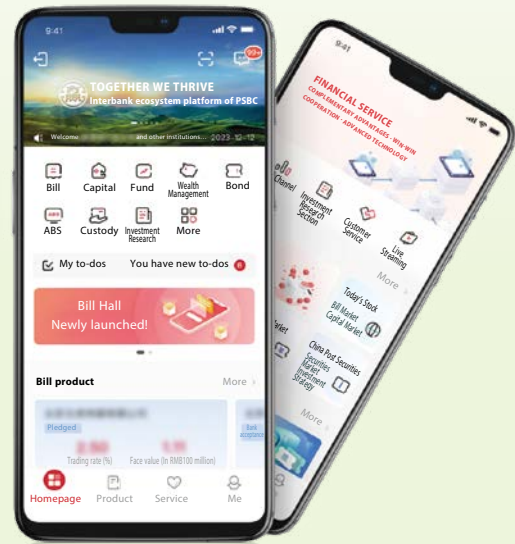 9:41
99+
TOGETHER WE THRIVE
Interbank ecosystem platform of PSBC
Welcome
and other institutions... 2023-12-12
Bill
Capital
Fund
Wealth
Management
Bond
ABS
ABS
Custody
Investment
Research
More
My to-dos
You have new to-dos
Bill Hall
Newly launched!
Bill product
More
Pledged
Bank
acceptance
Trading rate (%)
Face value (In RMB100 million)
Homepage
Product
Service
Me
9:41
FINANCIAL SERVICE
COMPLEMENTARY ADVANTAGES · WIN-WIN
COOPERATION · ADVANCED TECHNOLOGY
Channel
Investment
Research
Section
Customer
Service
Live
Streaming
More
Today's Stock
Bill Market
Capital Market
Market
China Post Securities
Securities
Market
Investment
Strategy
More